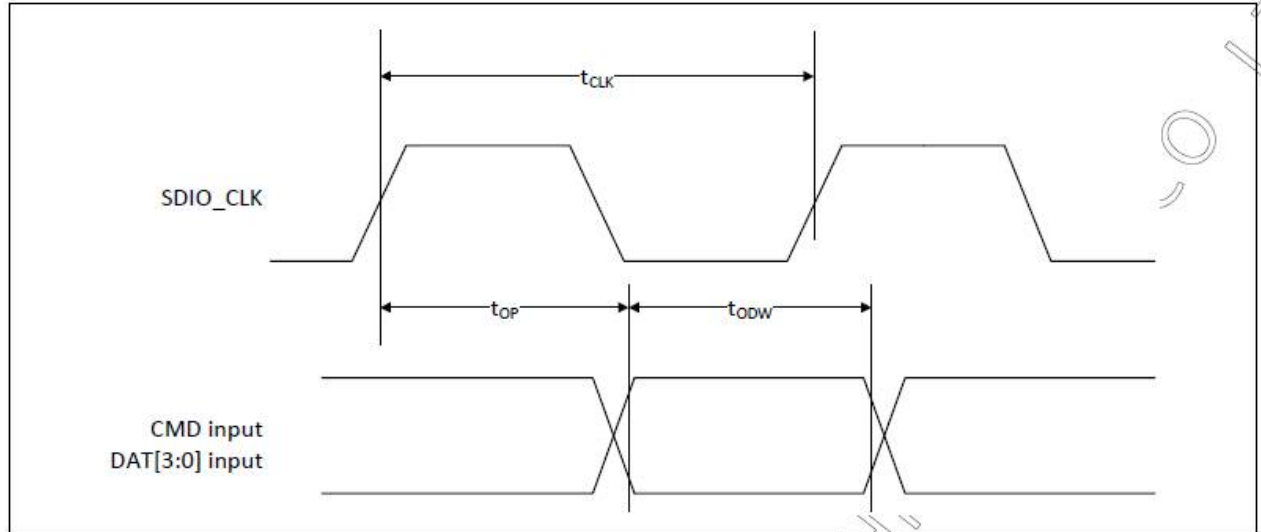 tCLK
SDIO_CLK
tOP
tODW
CMD input
DAT[3:0] input